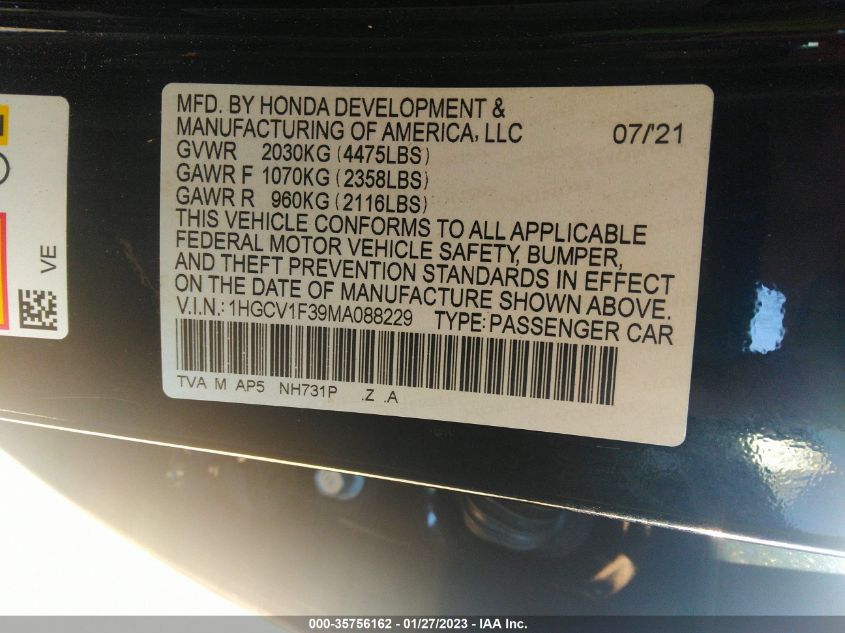 MFD. BY HONDA DEVELOPMENT &
MANUFACTURING OF AMERICA, LLC 07/'21
GVWR 2030KG (4475LBS)
GAWR F 1070KG (2358LBS)
GAWR R 960KG (2116LBS)
THIS VEHICLE CONFORMS TO ALL APPLICABLE
FEDERAL MOTOR VEHICLE SAFETY, BUMPER,
AND THEFT PREVENTION STANDARDS IN EFFECT
ON THE DATE OF MANUFACTURE SHOWN ABOVE.
V.I.N.: 1HGCV1F39MA088229 TYPE: PASSENGER CAR
TVA M AP5 NH731P .Z .A
VE
000-35756162 - 01/27/2023 - IAA Inc.